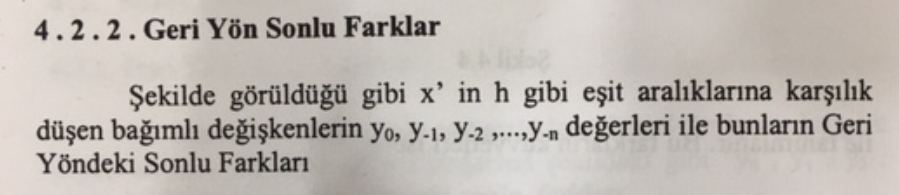 4.2.2. Geri Yön Sonlu Farklar
Şekilde görüldüğü gibi x' in h gibi eşit aralıklarına karşılık
düşen bağımlı değişkenlerin y₀, y₋₁, y₋₂ ,...,y₋ₙ değerleri ile bunların Geri
Yöndeki Sonlu Farkları